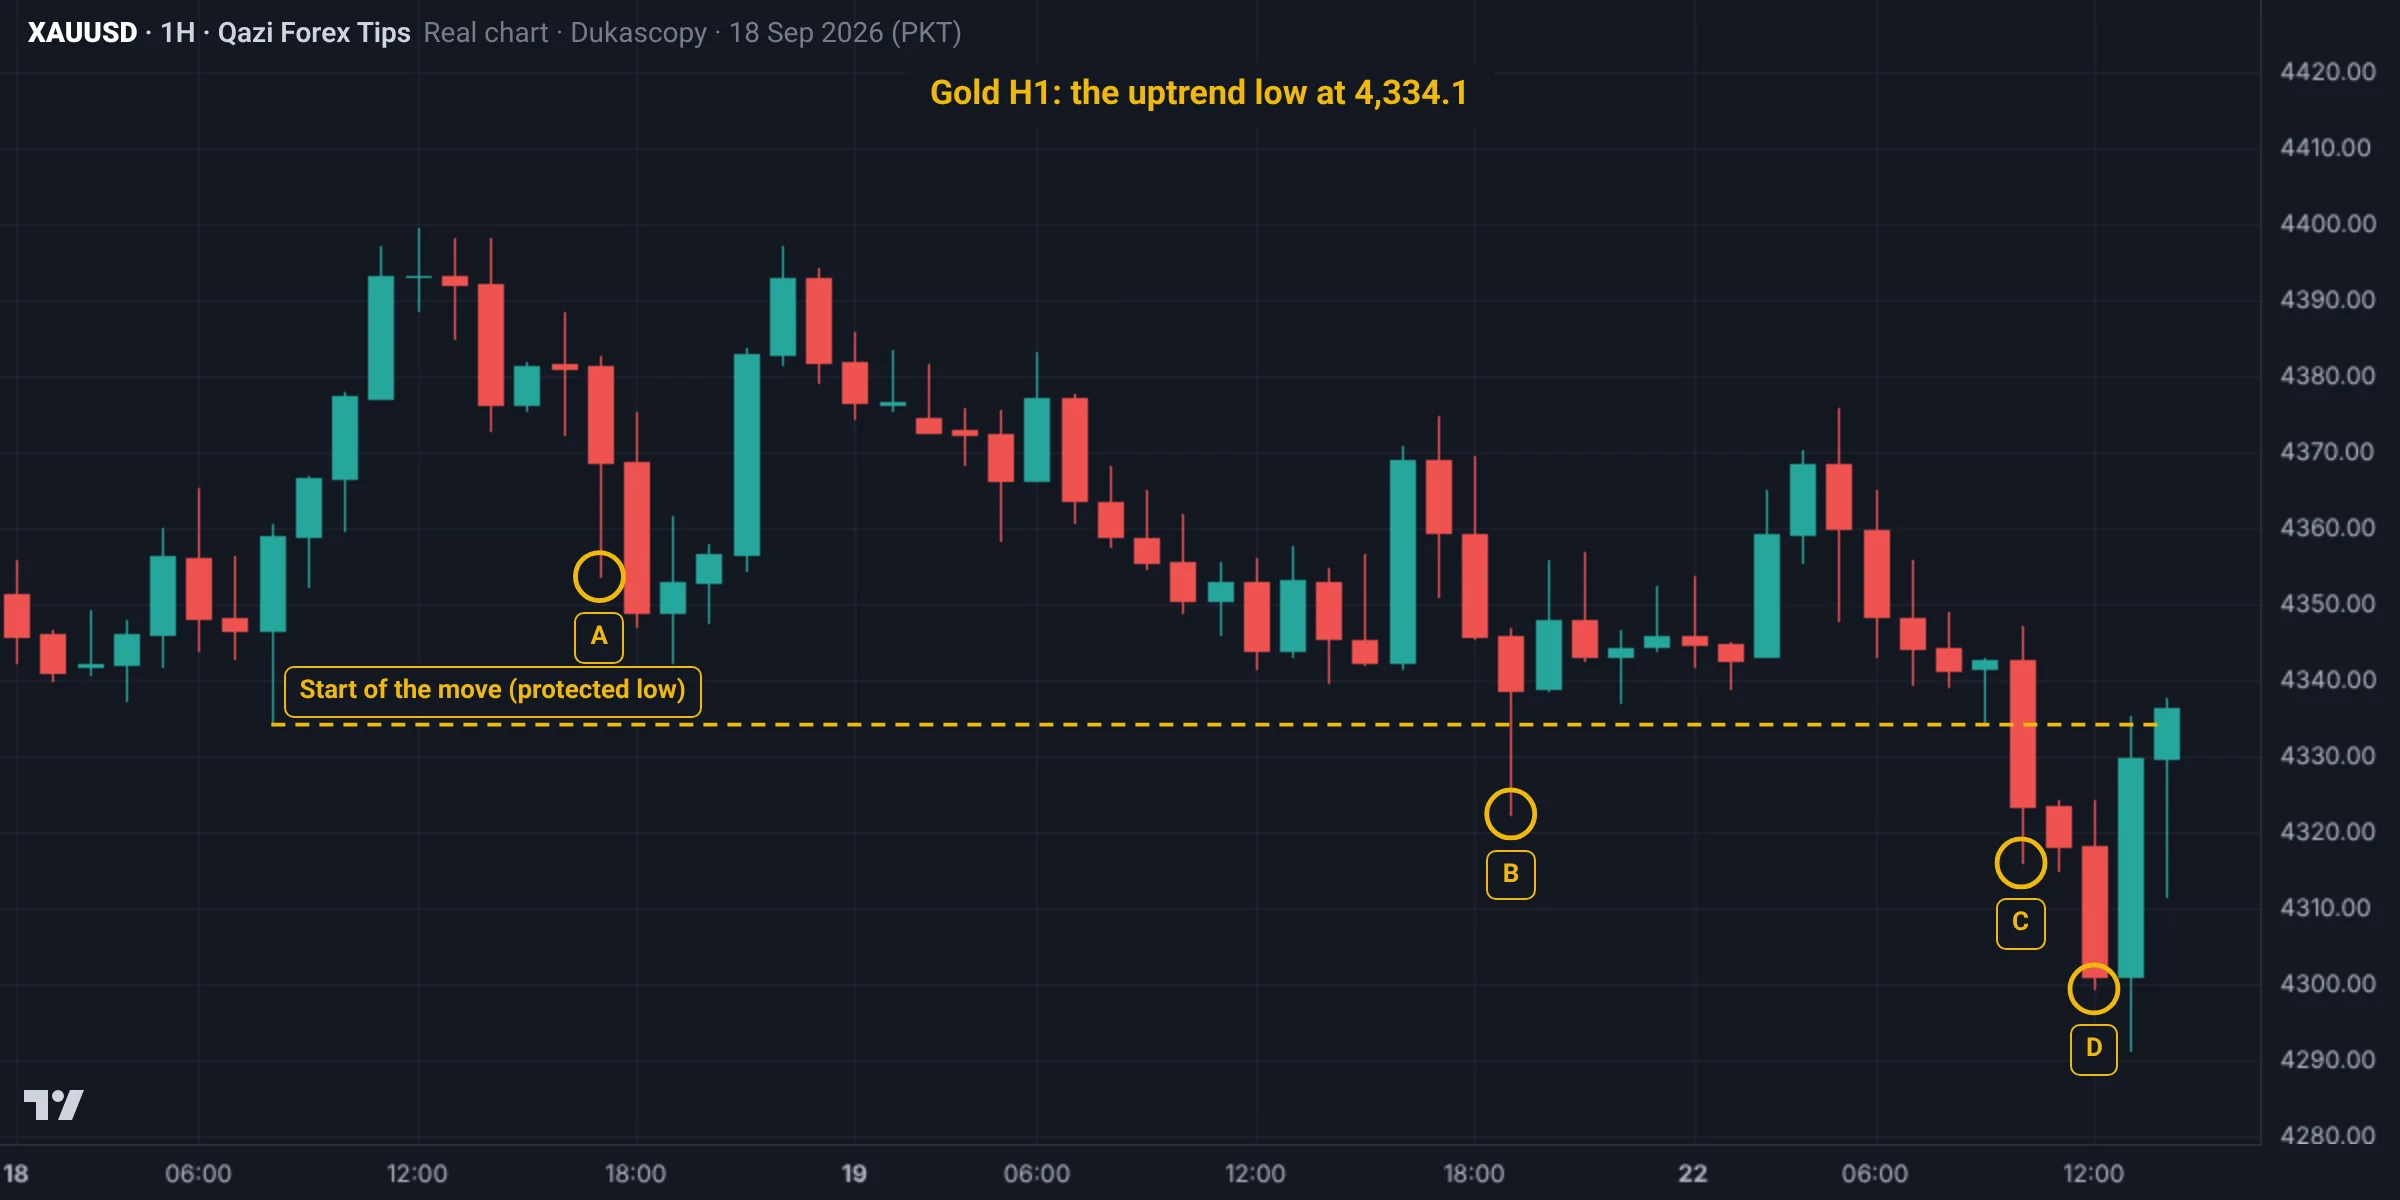 XAUUSD · 1H · Qazi Forex Tips Real chart · Dukascopy · 18 Sep 2026 (PKT)
Gold H1: the uptrend low at 4,334.1
4420.00
4410.00
4400.00
4390.00
4380.00
4370.00
4360.00
4350.00
4340.00
4330.00
4320.00
4310.00
4300.00
4290.00
4280.00
A
Start of the move (protected low)
B
C
D
18 06:00 12:00 18:00 19 06:00 12:00 18:00 22 06:00 12:00